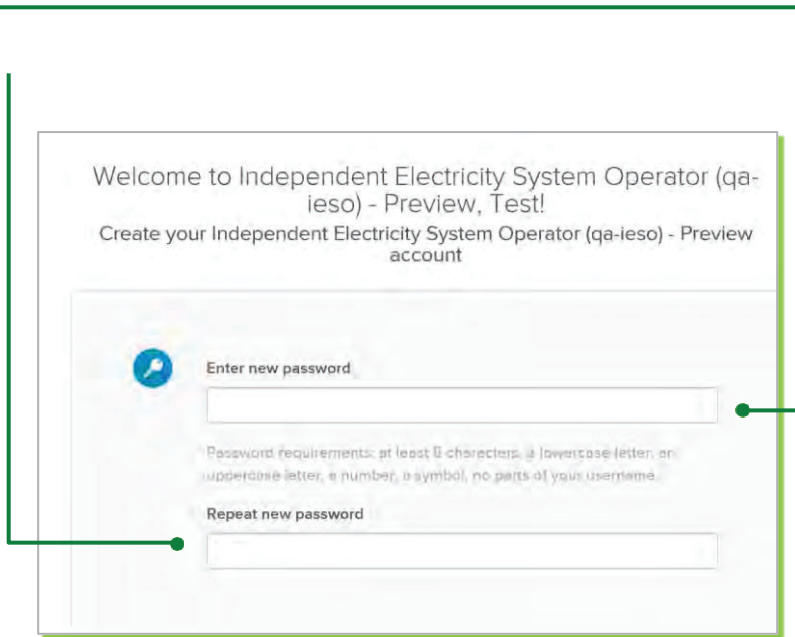 Welcome to Independent Electricity System Operator (qa-
ieso) - Preview, Test!
Create your Independent Electricity System Operator (qa-ieso) - Preview
account
Enter new password
Password requirements: at least 8 characters, a lowercase letter, an
uppercase letter, a number, a symbol, no parts of your username.
Repeat new password